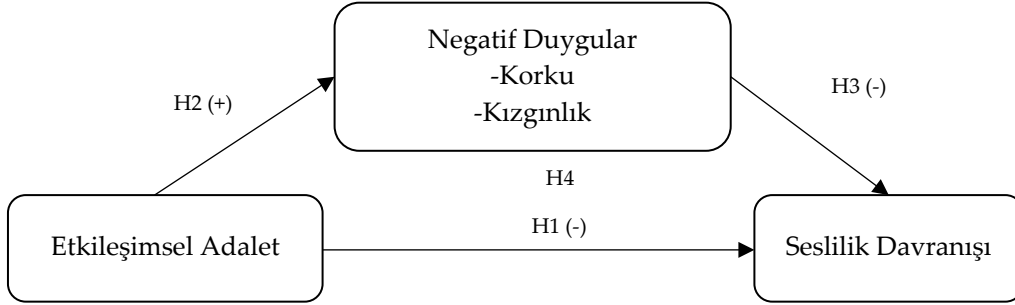 Negatif Duygular
-Korku
-Kızgınlık
H2 (+)
H3 (-)
H4
H1 (-)
Etkileşimsel Adalet
Seslilik Davranışı